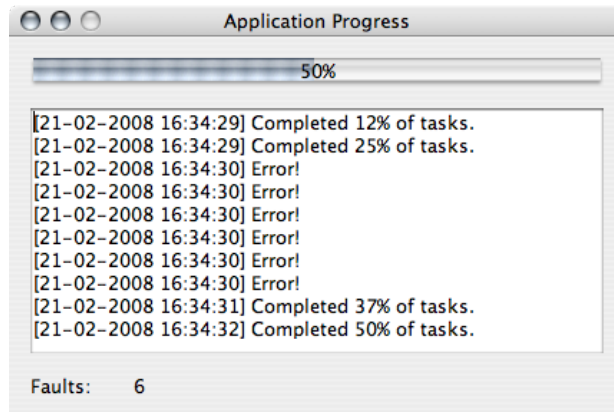 Application Progress
50%
[21-02-2008 16:34:29] Completed 12% of tasks.
[21-02-2008 16:34:29] Completed 25% of tasks.
[21-02-2008 16:34:30] Error!
[21-02-2008 16:34:30] Error!
[21-02-2008 16:34:30] Error!
[21-02-2008 16:34:30] Error!
[21-02-2008 16:34:30] Error!
[21-02-2008 16:34:30] Error!
[21-02-2008 16:34:31] Completed 37% of tasks.
[21-02-2008 16:34:32] Completed 50% of tasks.
Faults: 6